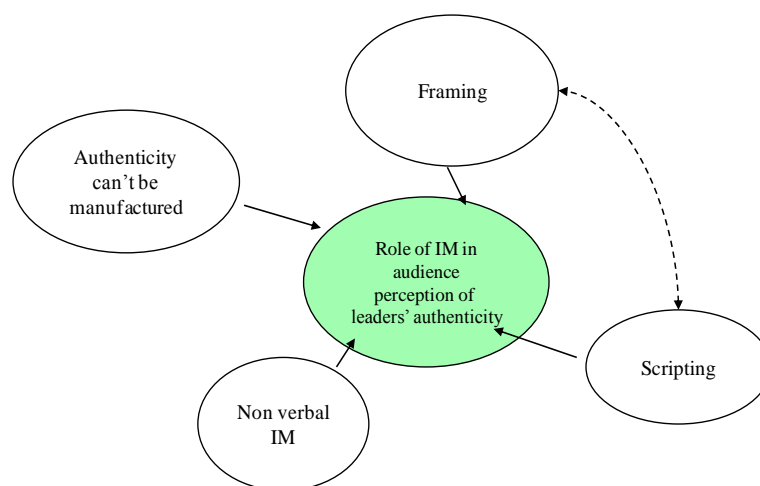 Framing
Authenticity
can't be
manufactured
Role of IM in
audience
perception of
leaders' authenticity
Scripting
Non verbal
IM